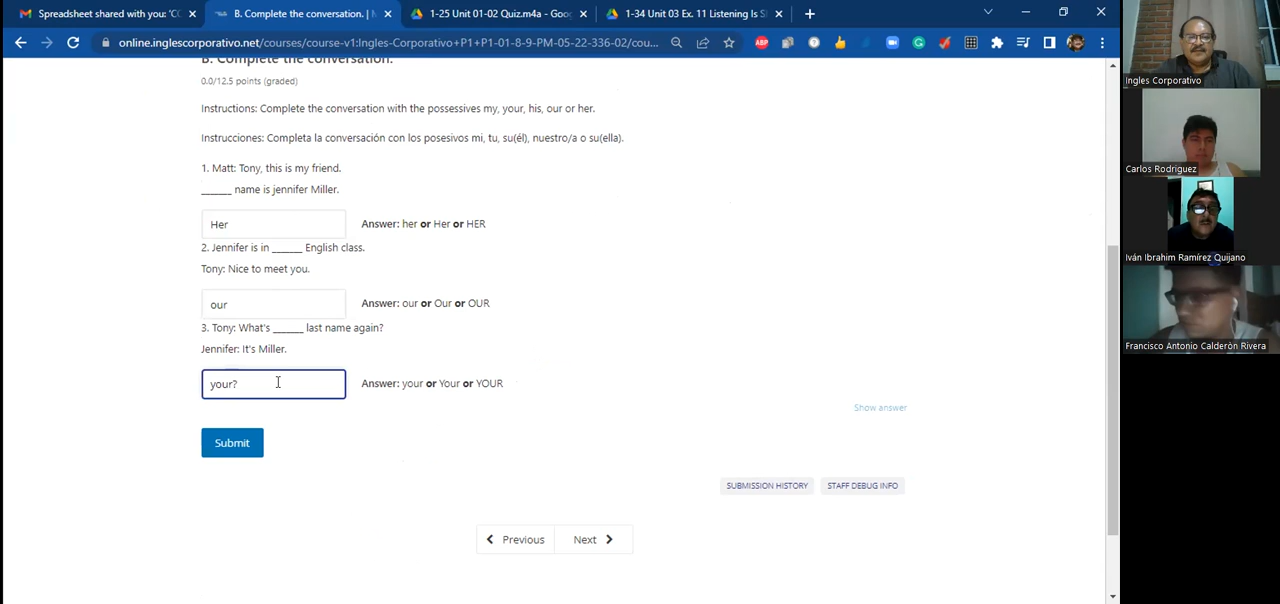 Spreadsheet shared with you: 'CC
B. Complete the conversation. | M
1-25 Unit 01-02 Quiz.m4a - Goo
1-34 Unit 03 Ex. 11 Listening Is S
online.inglescorporativo.net/courses/course-v1:Ingles-Corporativo+P1+P1-01-8-9-PM-05-22-336-02/cou...
B. Complete the conversation.
0.0/12.5 points (graded)
Instructions: Complete the conversation with the possessives my, your, his, our or her.
Instrucciones: Completa la conversación con los posesivos mi, tu, su(él), nuestro/a o su(ella).
1. Matt: Tony, this is my friend.
______ name is jennifer Miller.
Her
Answer: her or Her or HER
2. Jennifer is in ______ English class.
Tony: Nice to meet you.
our
Answer: our or Our or OUR
3. Tony: What's ______ last name again?
Jennifer: It's Miller.
your?
Answer: your or Your or YOUR
Show answer
Submit
SUBMISSION HISTORY
STAFF DEBUG INFO
Previous
Next
Ingles Corporativo
Carlos Rodriguez
Iván Ibrahim Ramírez Quijano
Francisco Antonio Calderòn Rivera